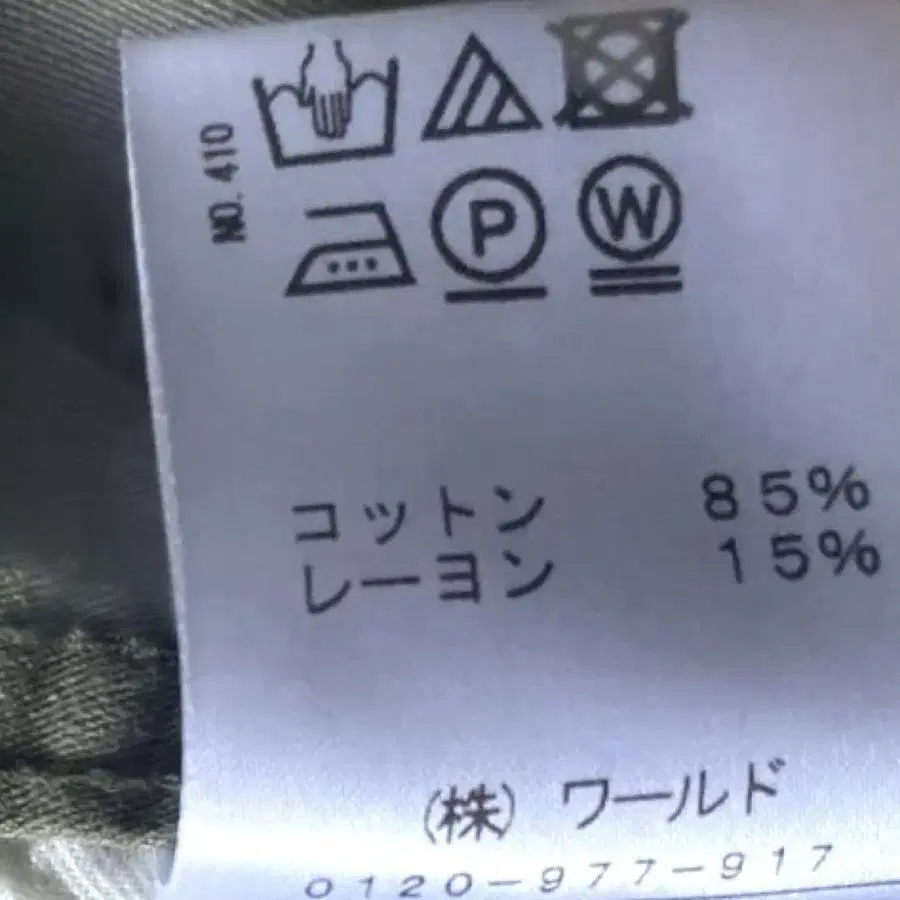 NO. 410
P W
コットン 85%
レーヨン 15%
(株) ワールド
0120-977-917